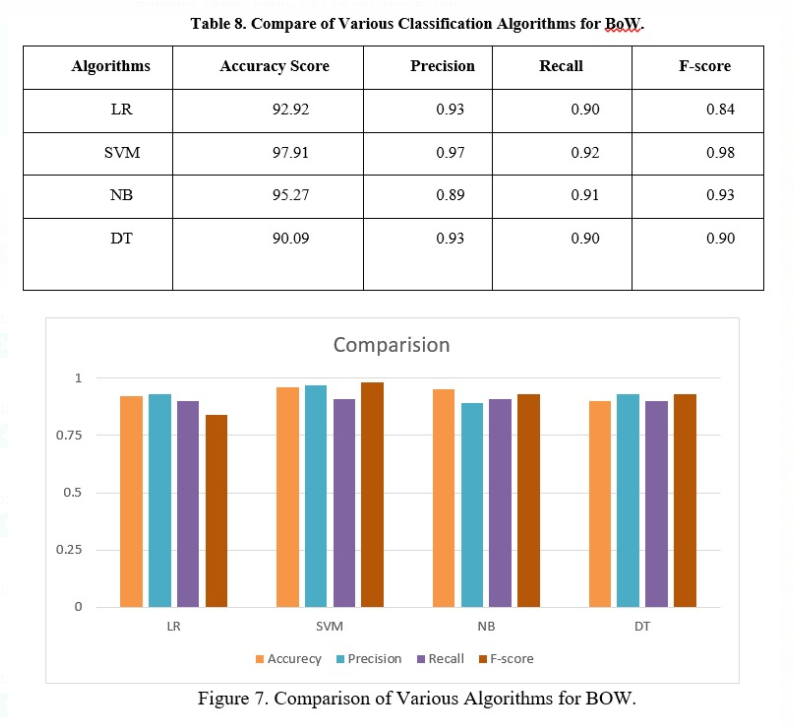 Table 8. Compare of Various Classification Algorithms for BoW.
Algorithms Accuracy Score Precision Recall F-score
LR 92.92 0.93 0.90 0.84
SVM 97.91 0.97 0.92 0.98
NB 95.27 0.89 0.91 0.93
DT 90.09 0.93 0.90 0.90
Comparision
1
0.75
0.5
0.25
0
LR SVM NB DT
Accurecy Precision Recall F-score
Figure 7. Comparison of Various Algorithms for BOW.